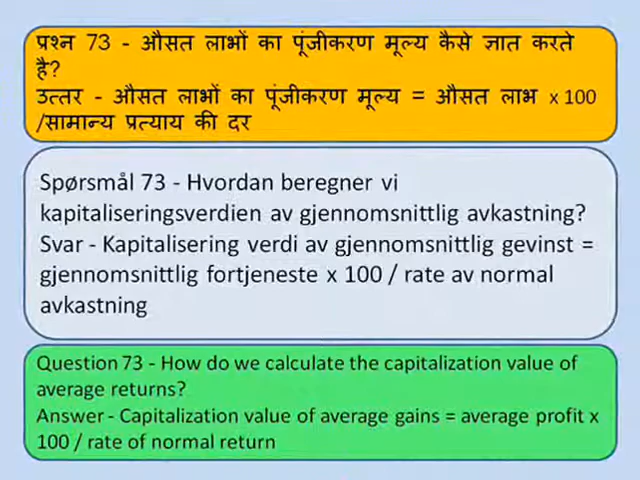 प्रश्न 73 - औसत लाभों का पूंजीकरण मूल्य कैसे ज्ञात करते
है?
उत्तर - औसत लाभों का पूंजीकरण मूल्य = औसत लाभ x 100
/सामान्य प्रत्याय की दर
Spørsmål 73 - Hvordan beregner vi
kapitaliseringsverdien av gjennomsnittlig avkastning?
Svar - Kapitalisering verdi av gjennomsnittlig gevinst =
gjennomsnittlig fortjeneste x 100 / rate av normal
avkastning
Question 73 - How do we calculate the capitalization value of
average returns?
Answer - Capitalization value of average gains = average profit x
100 / rate of normal return